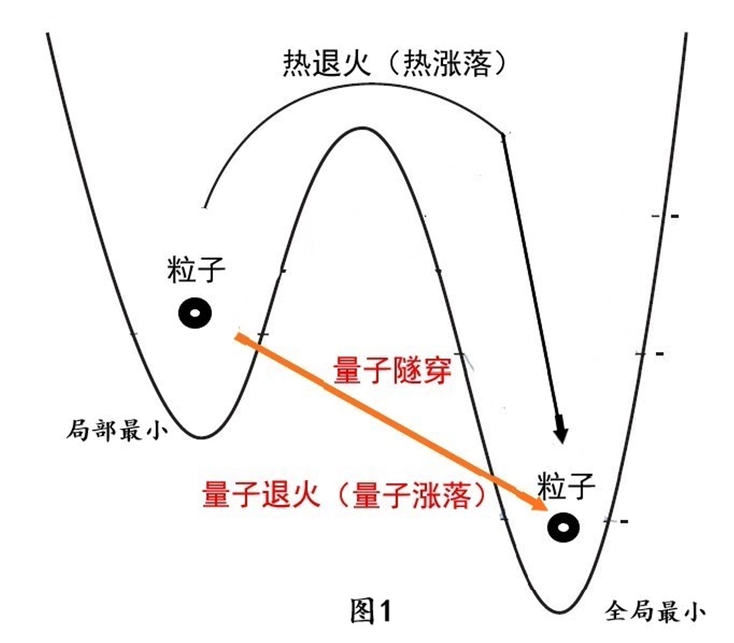 热退火（热涨落）
粒子
量子隧穿
局部最小
量子退火（量子涨落）
粒子
图1
全局最小